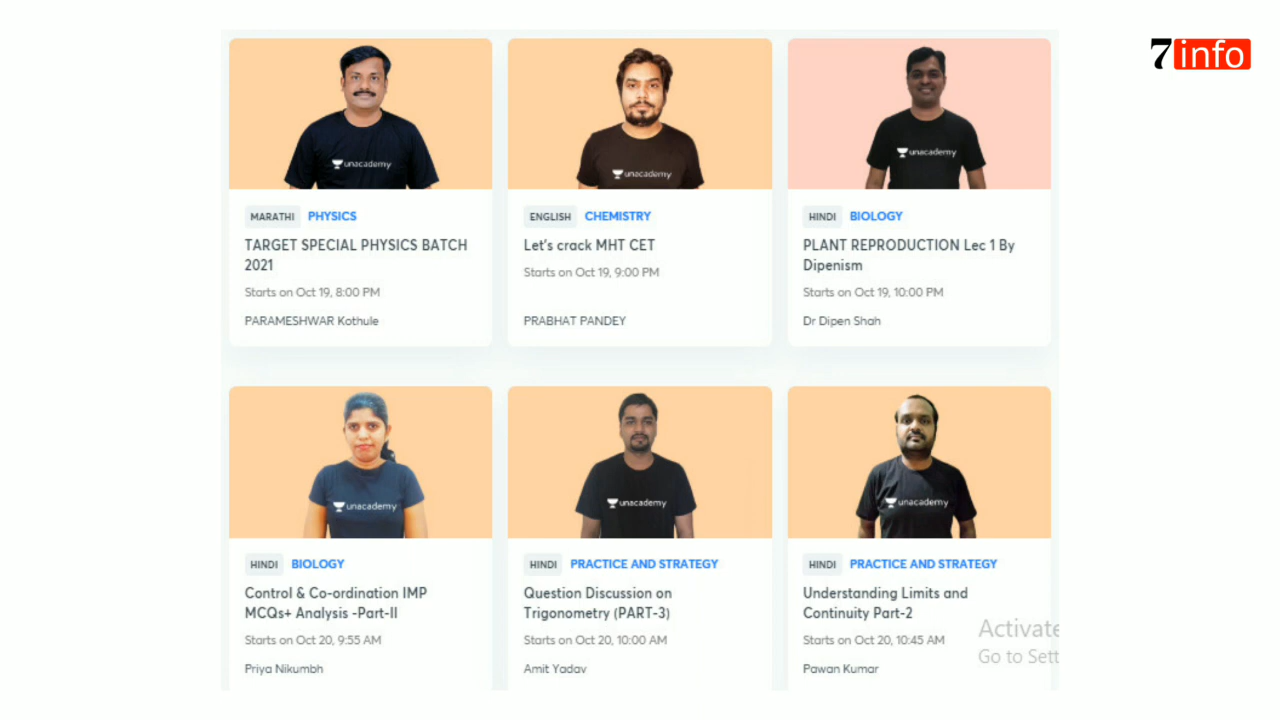 7info
unacademy
unacademy
unacademy
MARATHI PHYSICS
TARGET SPECIAL PHYSICS BATCH
2021
Starts on Oct 19, 8:00 PM
PARAMESHWAR Kothule
ENGLISH CHEMISTRY
Let's crack MHT CET
Starts on Oct 19, 9:00 PM
PRABHAT PANDEY
HINDI BIOLOGY
PLANT REPRODUCTION Lec 1 By
Dipenism
Starts on Oct 19, 10:00 PM
Dr Dipen Shah
unacademy
unacademy
unacademy
HINDI BIOLOGY
Control & Co-ordination IMP
MCQs+ Analysis -Part-II
Starts on Oct 20, 9:55 AM
Priya Nikumbh
HINDI PRACTICE AND STRATEGY
Question Discussion on
Trigonometry (PART-3)
Starts on Oct 20, 10:00 AM
Amit Yadav
HINDI PRACTICE AND STRATEGY
Understanding Limits and
Continuity Part-2
Starts on Oct 20, 10:45 AM
Pawan Kumar
Activate
Go to Sett